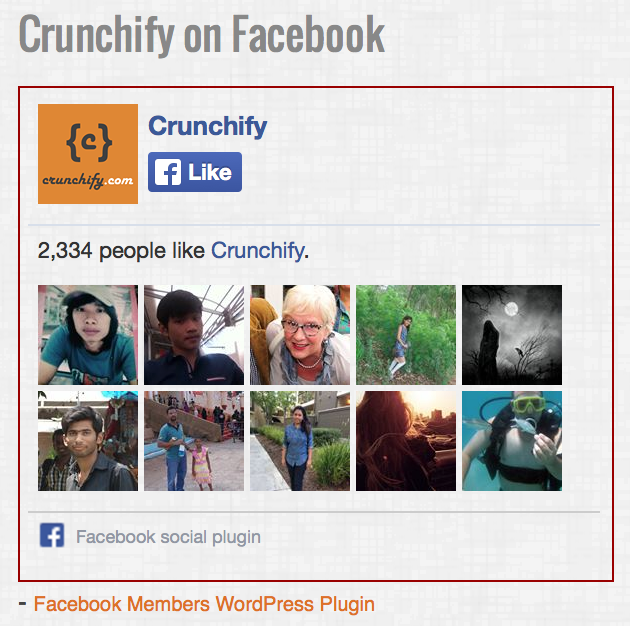 Crunchify on Facebook
{c}
crunchify.com
Crunchify
f Like
2,334 people like Crunchify.
f Facebook social plugin
- Facebook Members WordPress Plugin